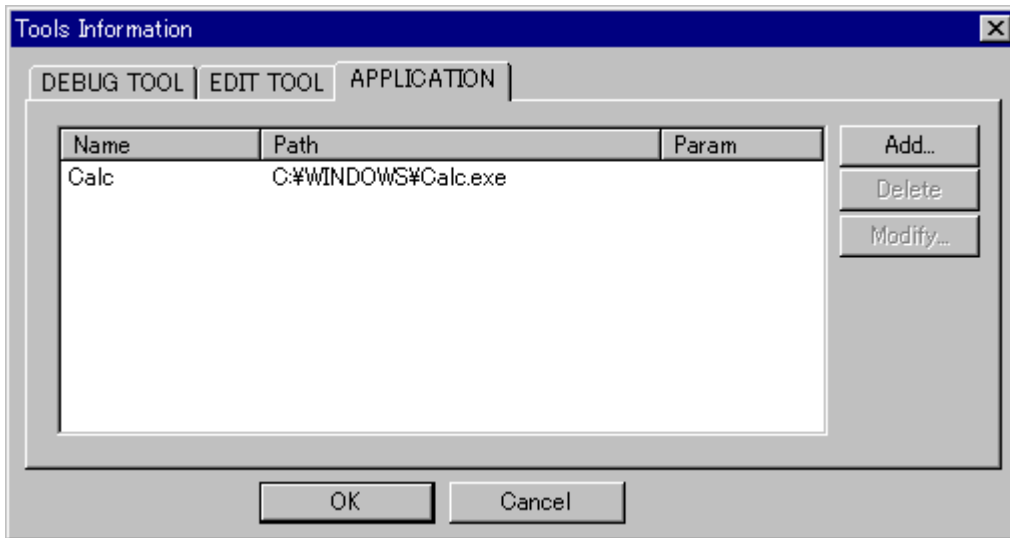 Tools Information
DEBUG TOOL EDIT TOOL APPLICATION
Name Path Param
Calc C:¥WINDOWS¥Calc.exe
Add...
Delete
Modify...
OK Cancel